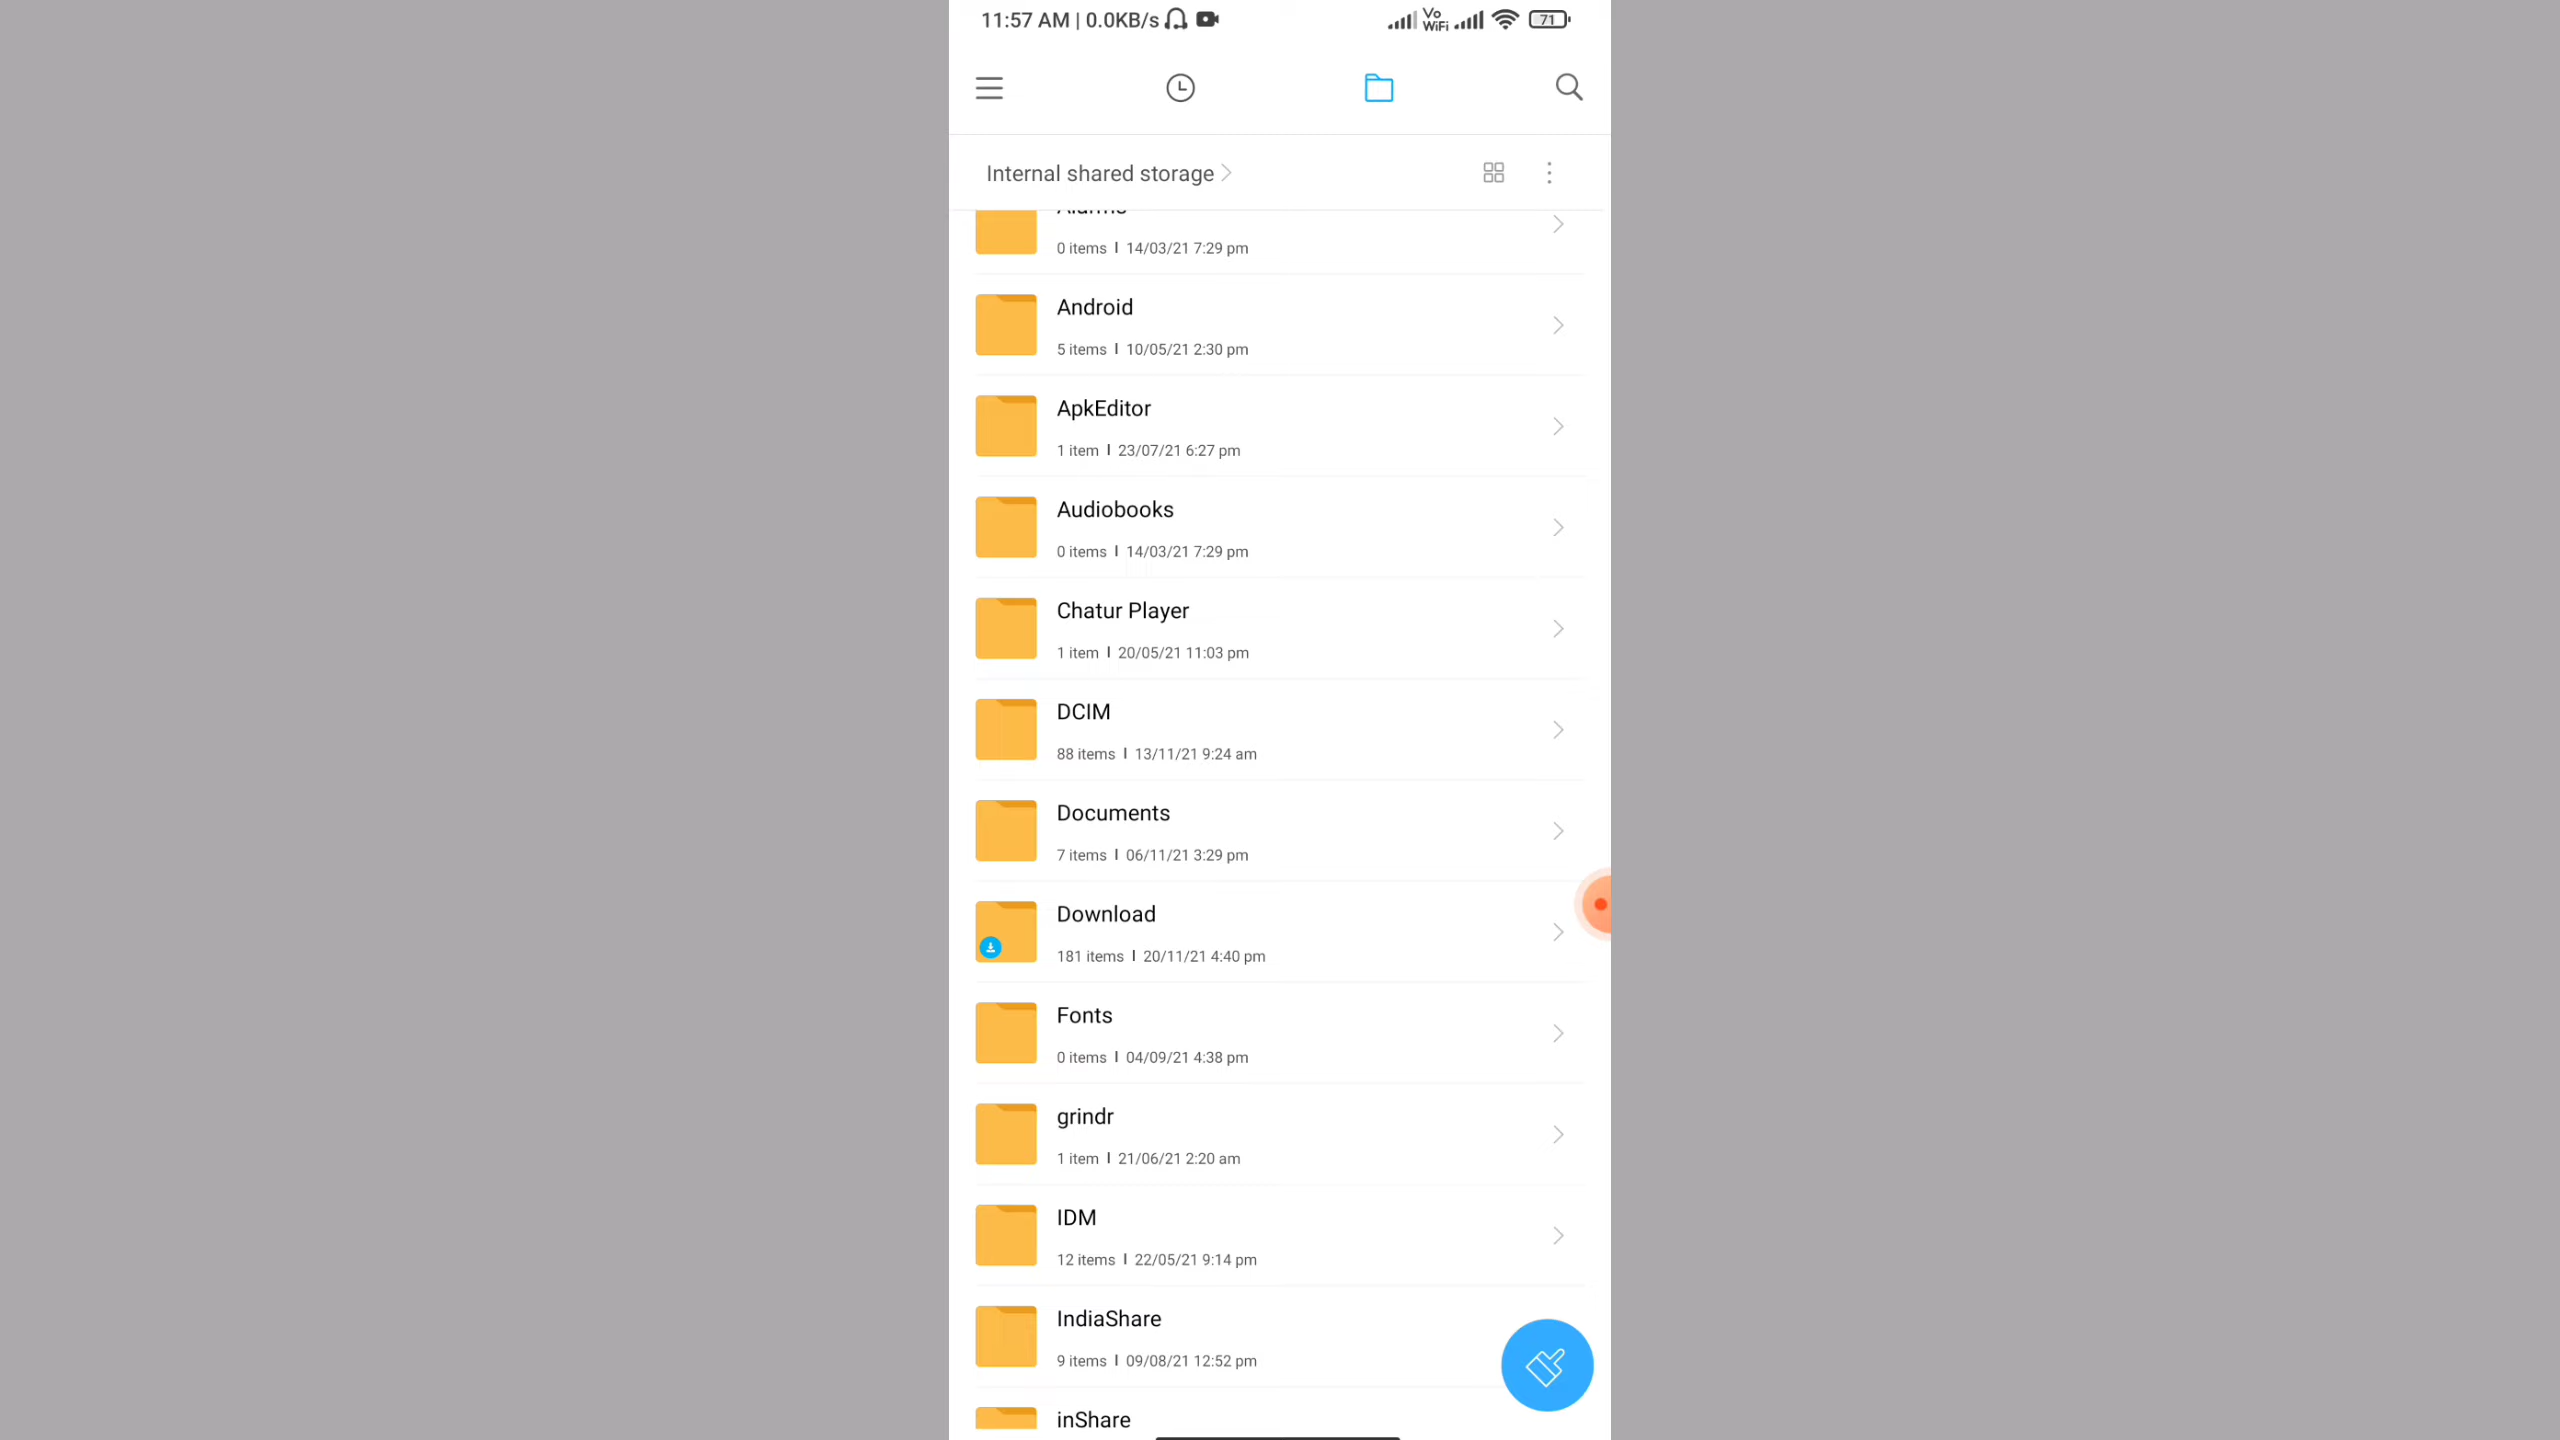 11:57 AM | 0.0KB/s Vo WiFi 71
Internal shared storage
Alarms
0 items | 14/03/21 7:29 pm
Android
5 items | 10/05/21 2:30 pm
ApkEditor
1 item | 23/07/21 6:27 pm
Audiobooks
0 items | 14/03/21 7:29 pm
Chatur Player
1 item | 20/05/21 11:03 pm
DCIM
88 items | 13/11/21 9:24 am
Documents
7 items | 06/11/21 3:29 pm
Download
181 items | 20/11/21 4:40 pm
Fonts
0 items | 04/09/21 4:38 pm
grindr
1 item | 21/06/21 2:20 am
IDM
12 items | 22/05/21 9:14 pm
IndiaShare
9 items | 09/08/21 12:52 pm
inShare